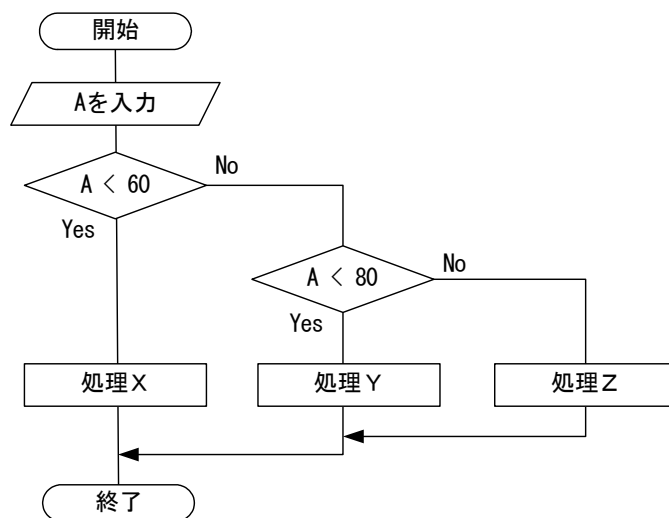 開始
Aを入力
A < 60
No
Yes
A < 80
No
Yes
処理X
処理Y
処理Z
終了